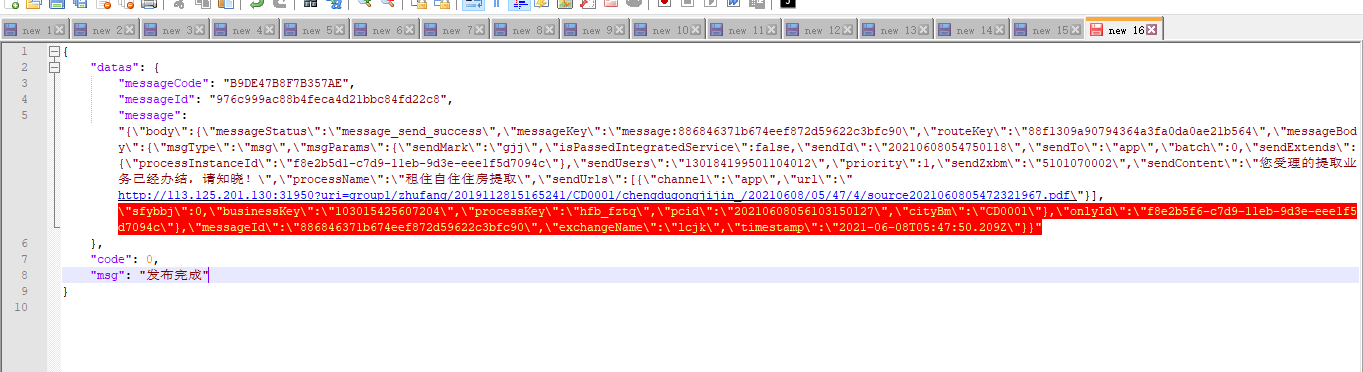 new 1 new 2 new 3 new 4 new 5 new 6 new 7 new 8 new 9 new 10 new 11 new 12 new 13 new 14 new 15 new 16
1 {
2 "datas": {
3 "messageCode": "B9DE47B8F7B357AE",
4 "messageId": "976c999ac88b4feca4d21bbc84fd22c8",
5 "message":
"{\"body\":{\"messageStatus\":\"message_send_success\",\"messageKey\":\"message:886846371b674eef872d59622c3bfc90\",\"routeKey\":\"88f1309a90794364a3fa0da0ae21b564\",\"messageBod
y\":{\"msgType\":\"msg\",\"msgParams\":{\"sendMark\":\"gjj\",\"isPassedIntegratedService\":false,\"sendId\":\"20210608054750118\",\"sendTo\":\"app\",\"batch\":0,\"sendExtends\":
{\"processInstanceId\":\"f8e2b5d1-c7d9-11eb-9d3e-eee1f5d7094c\"},\"sendUsers\":\"130184199501104012\",\"priority\":1,\"sendZxbm\":\"5101070002\",\"sendContent\":\"您受理的提取业
务已经办结，请知晓！\",\"processName\":\"租住自住住房提取\",\"sendUrls\":[{\"channel\":\"app\",\"url\":\"
http://113.125.201.130:31950?uri=group1/zhufang/2019112815165241/CD0001/chengdugongjijin_/20210608/05/47/4/source2021060805472321967.pdf\"}],
\"sfybbj\":0,\"businessKey\":\"103015425607204\",\"processKey\":\"hfb_fztq\",\"pcid\":\"20210608056103150127\",\"cityBm\":\"CD0001\"},\"onlyId\":\"f8e2b5f6-c7d9-11eb-9d3e-eee1f5
d7094c\"},\"messageId\":\"886846371b674eef872d59622c3bfc90\",\"exchangeName\":\"lcjk\",\"timestamp\":\"2021-06-08T05:47:50.209Z\"}}"
6 },
7 "code": 0,
8 "msg": "发布完成"
9 }
10